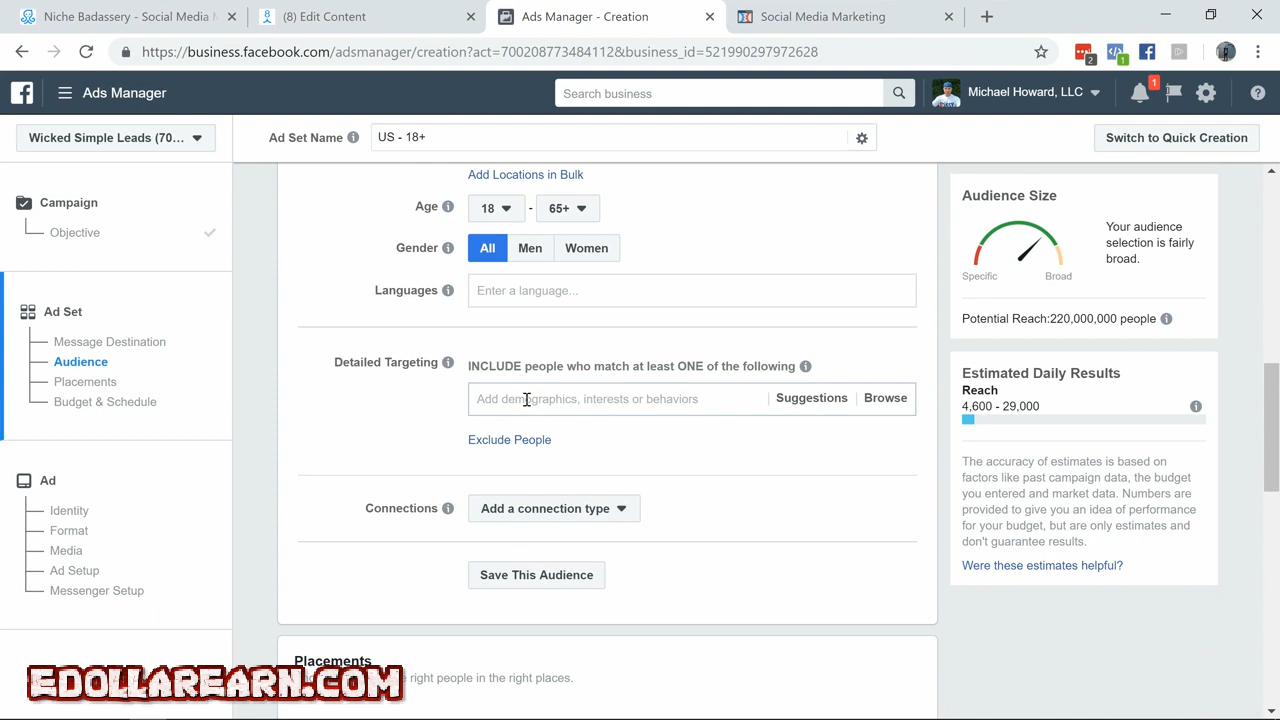 Niche Badassery - Social Media M
(8) Edit Content
Ads Manager - Creation
Social Media Marketing
https://business.facebook.com/adsmanager/creation?act=700208773484112&business_id=521990297972628
2
1
Ads Manager
Search business
Michael Howard, LLC
1
Wicked Simple Leads (70...
Ad Set Name
US - 18+
Switch to Quick Creation
Campaign
Objective
Ad Set
Message Destination
Audience
Placements
Budget & Schedule
Ad
Identity
Format
Media
Ad Setup
Messenger Setup
Add Locations in Bulk
Age
18
-
65+
Gender
All
Men
Women
Languages
Enter a language...
Detailed Targeting
INCLUDE people who match at least ONE of the following
Add demographics, interests or behaviors
Suggestions
Browse
Exclude People
Connections
Add a connection type
Save This Audience
Placements
right people in the right places.
Audience Size
Your audience
selection is fairly
broad.
Specific
Broad
Potential Reach:220,000,000 people
Estimated Daily Results
Reach
4,600 - 29,000
The accuracy of estimates is based on
factors like past campaign data, the budget
you entered and market data. Numbers are
provided to give you an idea of performance
for your budget, but are only estimates and
don't guarantee results.
Were these estimates helpful?
EDOLLAREARN.COM